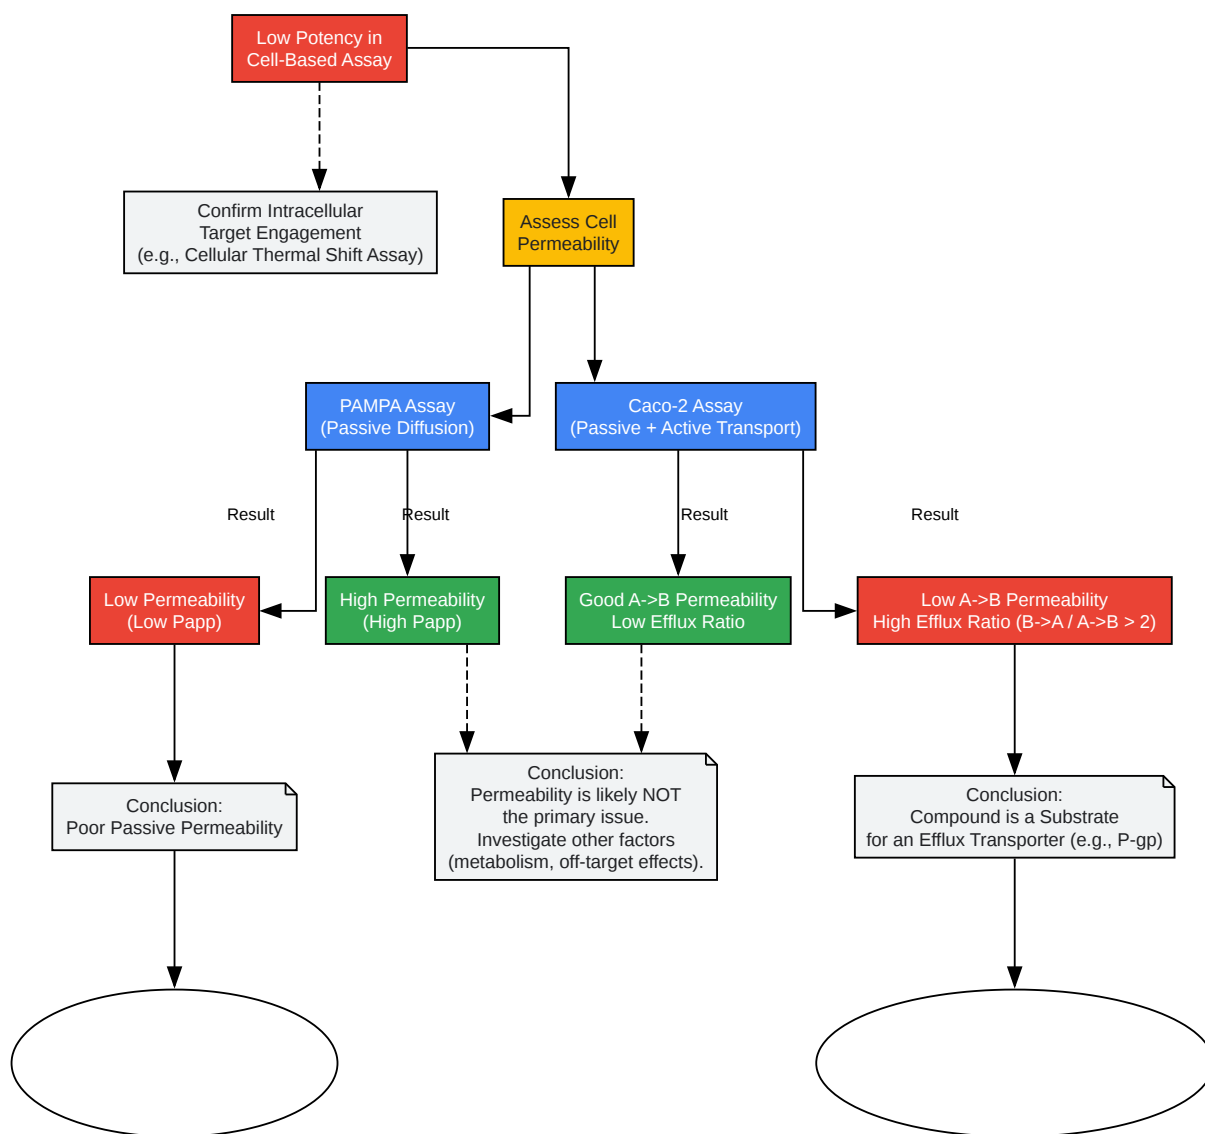 Low Potency in
Cell-Based Assay
Confirm Intracellular
Target Engagement
(e.g., Cellular Thermal Shift Assay)
Assess Cell
Permeability
PAMPA Assay
(Passive Diffusion)
Caco-2 Assay
(Passive + Active Transport)
Result
Result
Result
Result
Low Permeability
(Low Papp)
High Permeability
(High Papp)
Good A->B Permeability
Low Efflux Ratio
Low A->B Permeability
High Efflux Ratio (B->A / A->B > 2)
Conclusion:
Poor Passive Permeability
Conclusion:
Permeability is likely NOT
the primary issue.
Investigate other factors
(metabolism, off-target effects).
Conclusion:
Compound is a Substrate
for an Efflux Transporter (e.g., P-gp)